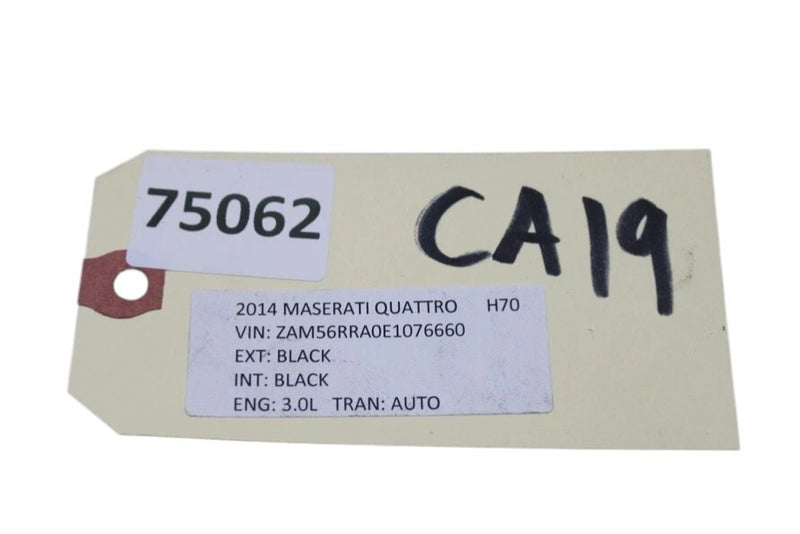 75062
CA19
2014 MASERATI QUATTRO H70
VIN: ZAM56RRA0E1076660
EXT: BLACK
INT: BLACK
ENG: 3.0L TRAN: AUTO